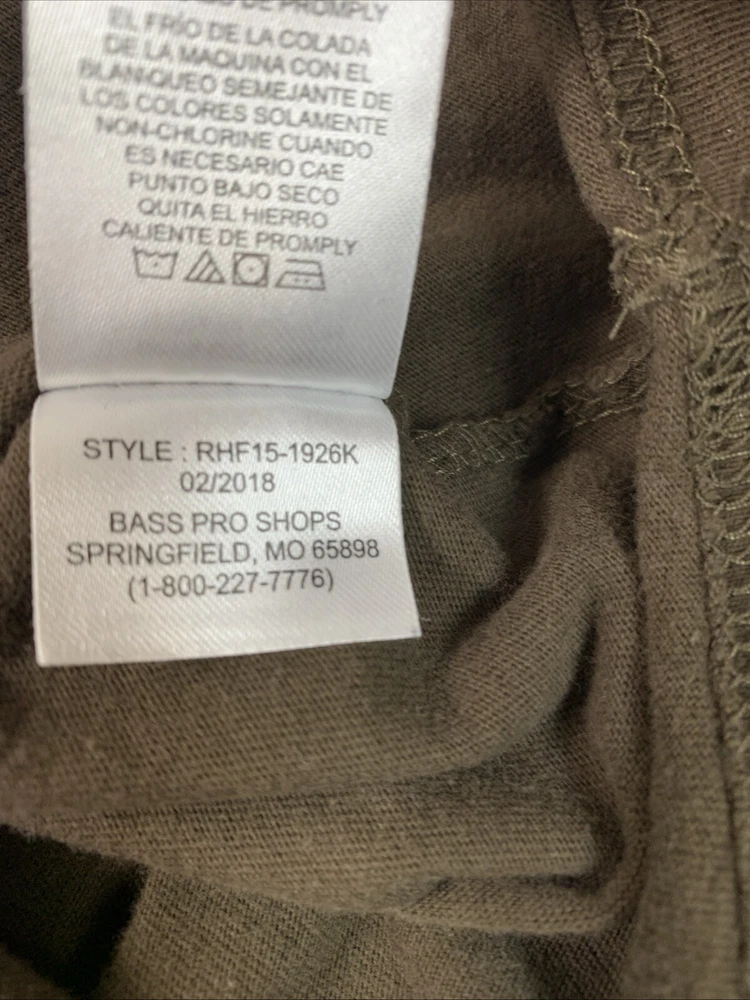 DE PROMPLY
EL FRÍO DE LA COLADA
DE LA MAQUINA CON EL
BLANQUEO SEMEJANTE DE
LOS COLORES SOLAMENTE
NON-CHLORINE CUANDO
ES NECESARIO CAE
PUNTO BAJO SECO
QUITA EL HIERRO
CALIENTE DE PROMPLY
STYLE : RHF15-1926K
02/2018
BASS PRO SHOPS
SPRINGFIELD, MO 65898
(1-800-227-7776)